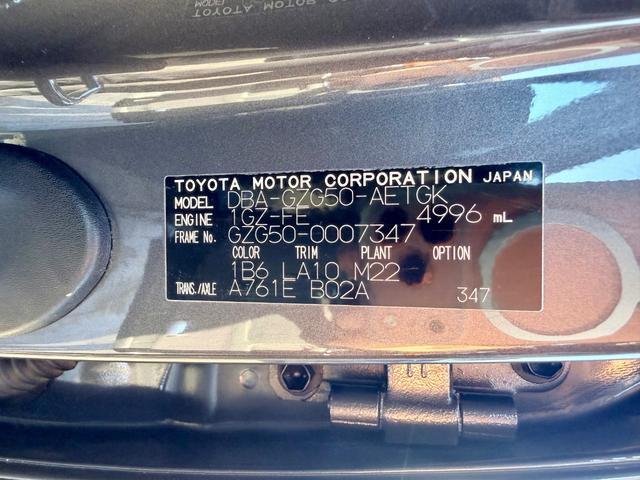 TOYOTA MOTOR CORPORATION JAPAN
MODEL DBA-GZG50-AETGK
ENGINE 1GZ-FE 4996 mL
FRAME No. GZG50-0007347
COLOR TRIM PLANT OPTION
1B6 LA10 M22
TRANS./AXLE A761E B02A 347